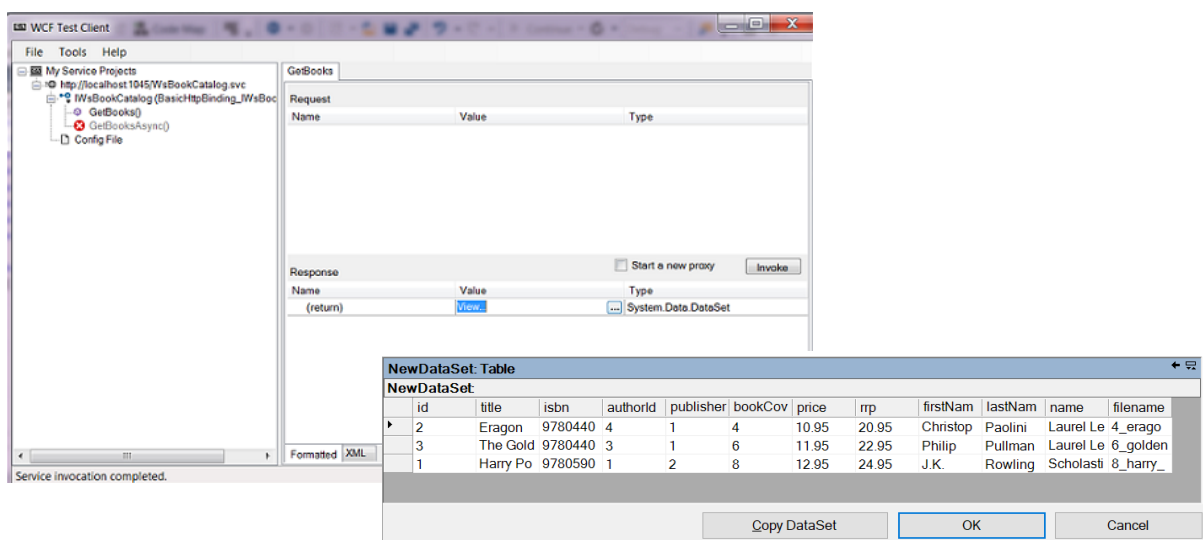 WCF Test Client
File Tools Help
My Service Projects
http://localhost:1045/WsBookCatalog.svc
IWsBookCatalog (BasicHttpBinding_IWsBoc
GetBooks()
GetBooksAsync()
Config File
GetBooks
Request
Name Value Type
Response Start a new proxy Invoke
Name Value Type
(return) View... ... System.Data.DataSet
Formatted XML
Service invocation completed.
NewDataSet: Table
NewDataSet:
id title isbn authorId publisher bookCov price rrp firstNam lastNam name filename
2 Eragon 9780440 4 1 4 10.95 20.95 Christop Paolini Laurel Le 4_erago
3 The Gold 9780440 3 1 6 11.95 22.95 Philip Pullman Laurel Le 6_golden
1 Harry Po 9780590 1 2 8 12.95 24.95 J.K. Rowling Scholasti 8_harry_
Copy DataSet OK Cancel